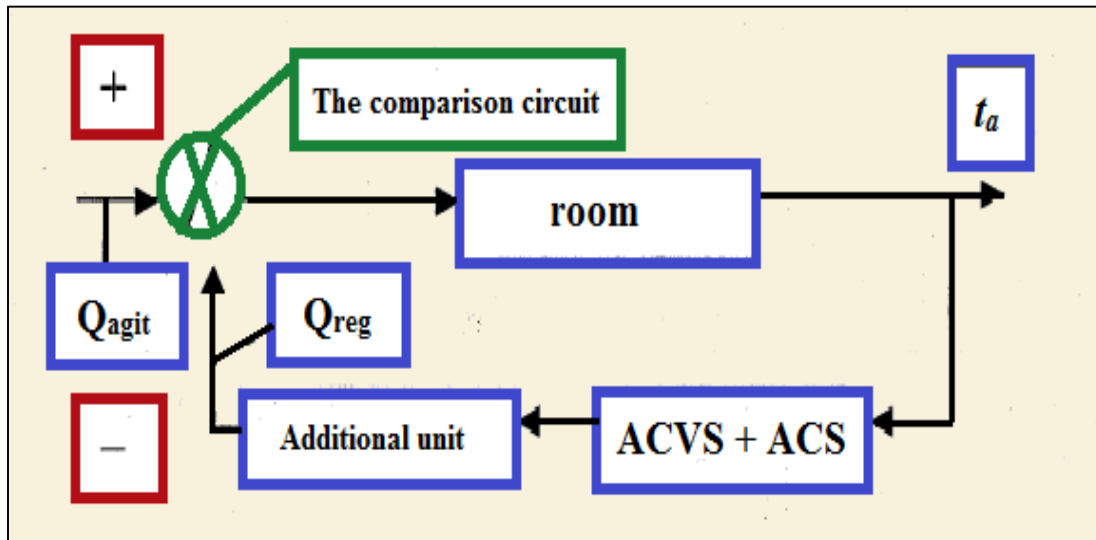 +
The comparison circuit
tₐ
room
Qagit
Qreg
–
Additional unit
ACVS + ACS